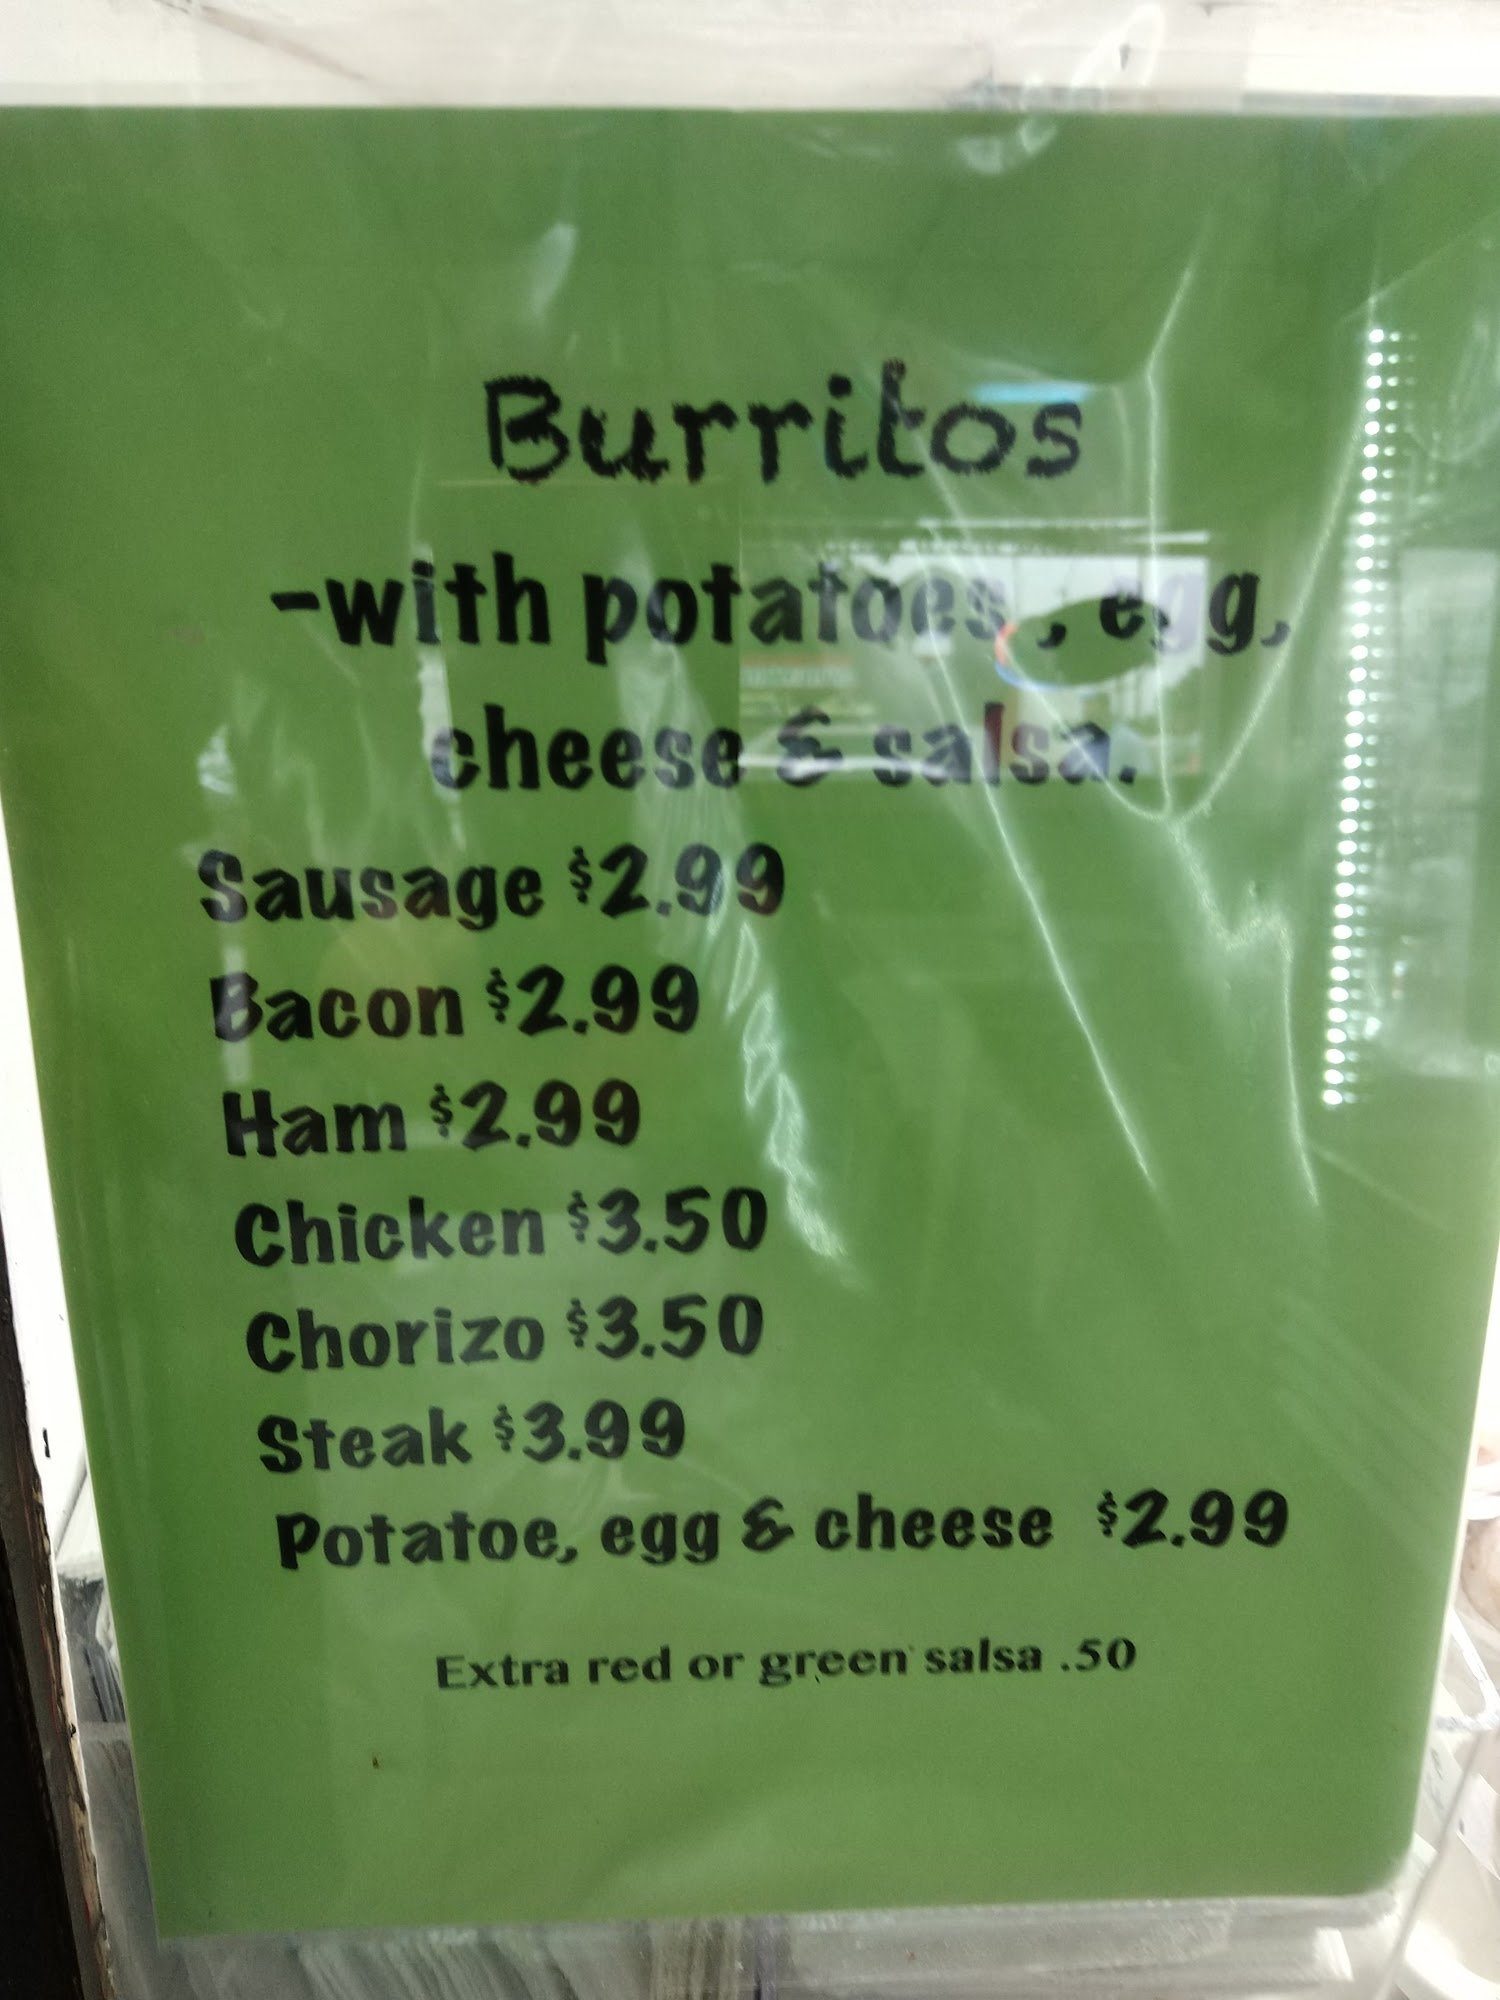 Burritos
-with potatoes , egg,
cheese & salsa.
Sausage $2.99
Bacon $2.99
Ham $2.99
Chicken $3.50
Chorizo $3.50
Steak $3.99
Potatoe, egg & cheese $2.99
Extra red or green salsa .50